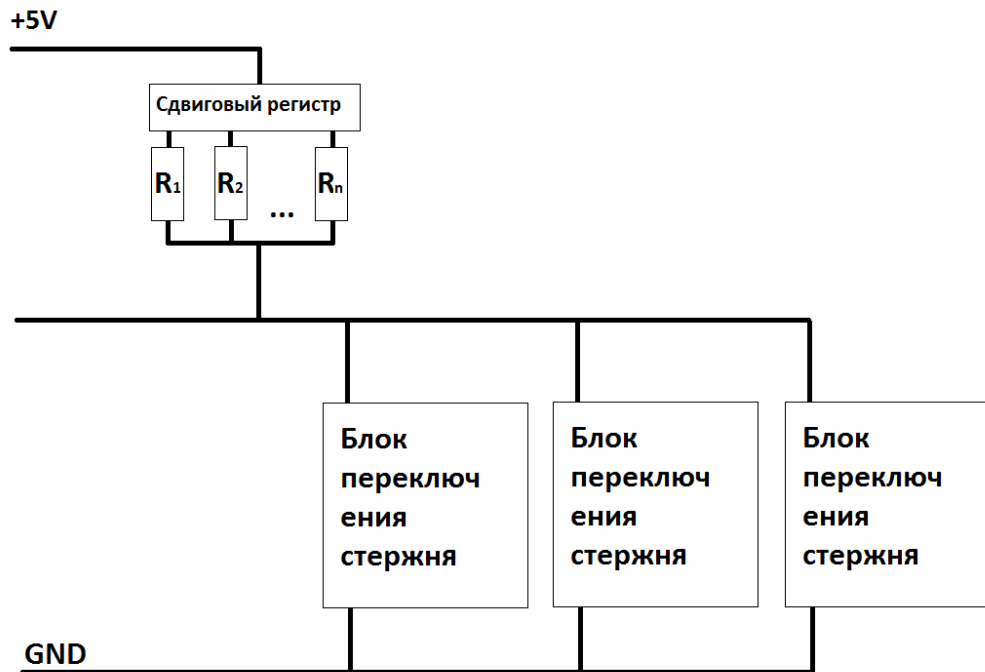 +5V
Сдвиговый регистр
R1 R2 ... Rn
Блок
переключ
ения
стержня
Блок
переключ
ения
стержня
Блок
переключ
ения
стержня
GND